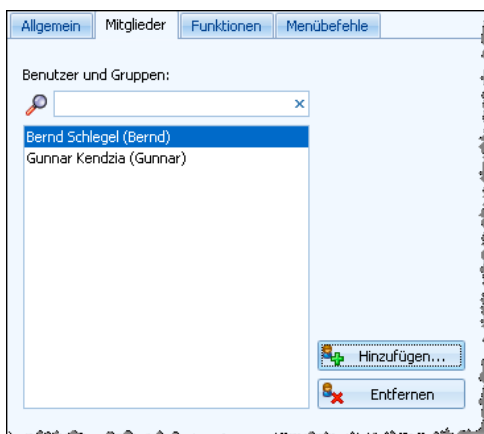 Allgemein Mitglieder Funktionen Menübefehle
Benutzer und Gruppen:
Bernd Schlegel (Bernd)
Gunnar Kendzia (Gunnar)
Hinzufügen...
Entfernen